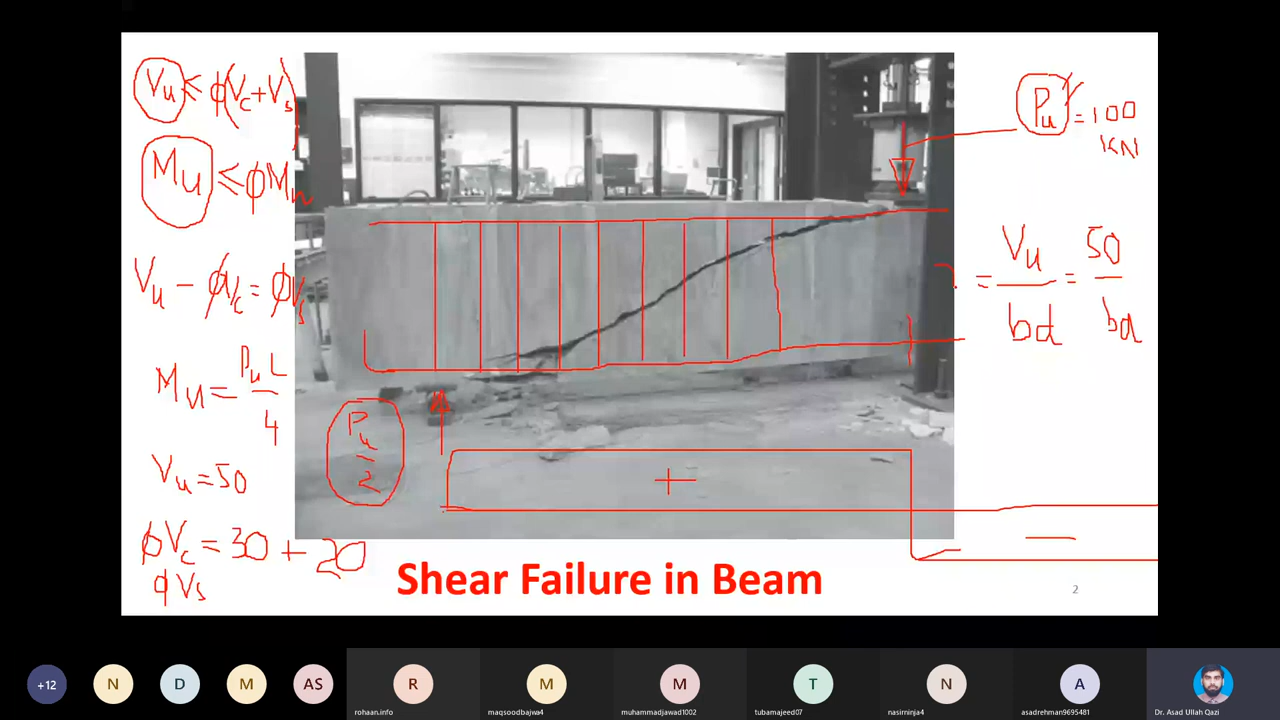 Vu ≤ ϕ(Vc+Vs)
Mu ≤ ϕMn
Vu − ϕVc = ϕVs
Mu = PuL/4
Vu = 50
ϕVc = 30 + 20
ϕVs
Pu/2
+
Pu = 100
KN
= Vu/bd = 50/bd
−
Shear Failure in Beam
2
+12
N
D
M
AS
R
M
M
T
N
A
rohaan.info
maqsoodbajwa4
muhammadjawad1002
tubamajeed07
nasirninja4
asadrehman9695481
Dr. Asad Ullah Qazi